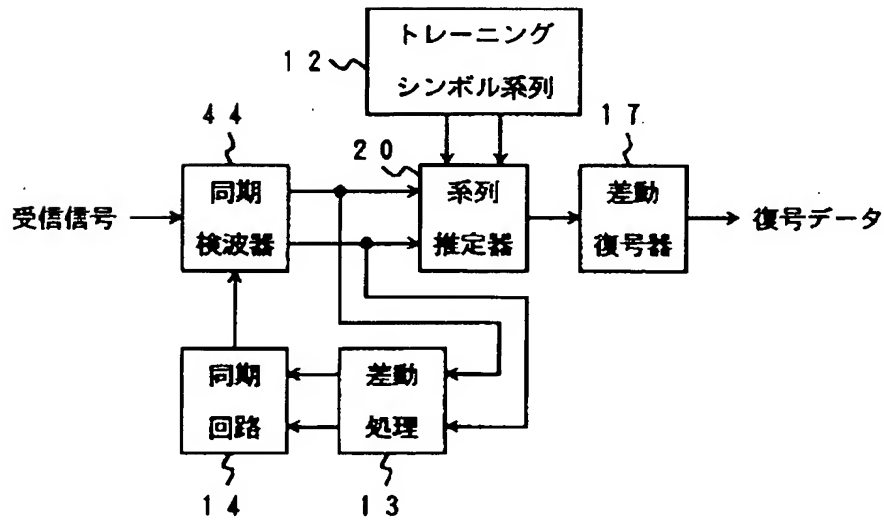 トレーニング
シンボル系列
12
44
20
17
受信信号
同期
検波器
系列
推定器
差動
復号器
復号データ
同期
回路
差動
処理
14
13